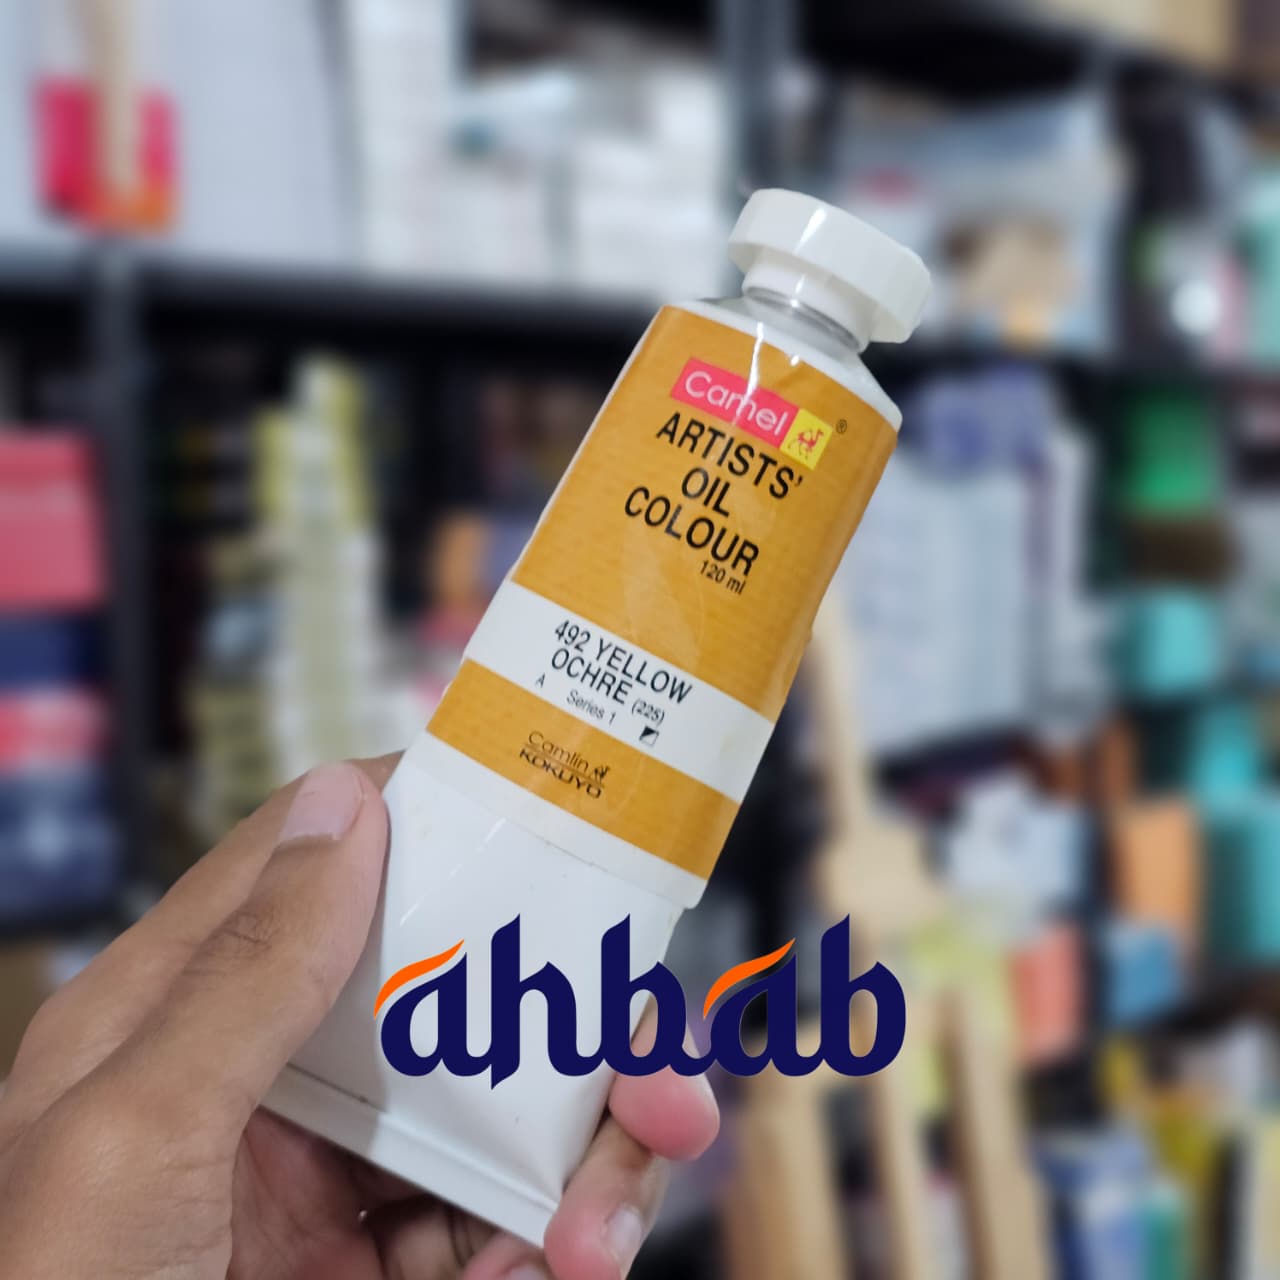 Camel ®
ARTISTS'
OIL
COLOUR
120 ml
492 YELLOW
OCHRE (225)
A Series 1
Camlin
KOKUYO
ahbab